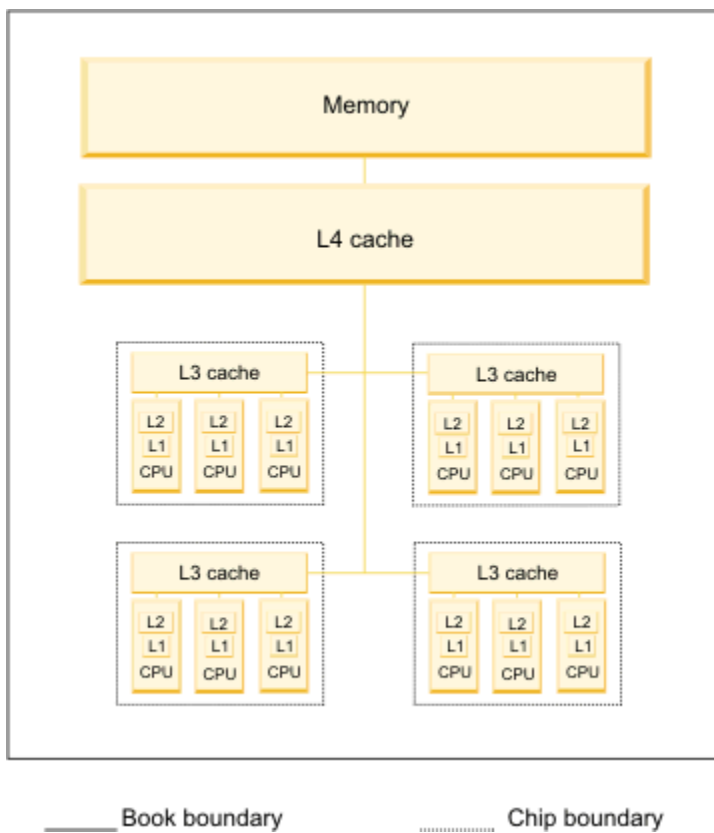 Memory
L4 cache
L3 cache
L3 cache
L2 L2 L2
L1 L1 L1
CPU CPU CPU
L2 L2 L2
L1 L1 L1
CPU CPU CPU
L3 cache
L3 cache
L2 L2 L2
L1 L1 L1
CPU CPU CPU
L2 L2 L2
L1 L1 L1
CPU CPU CPU
Book boundary
Chip boundary